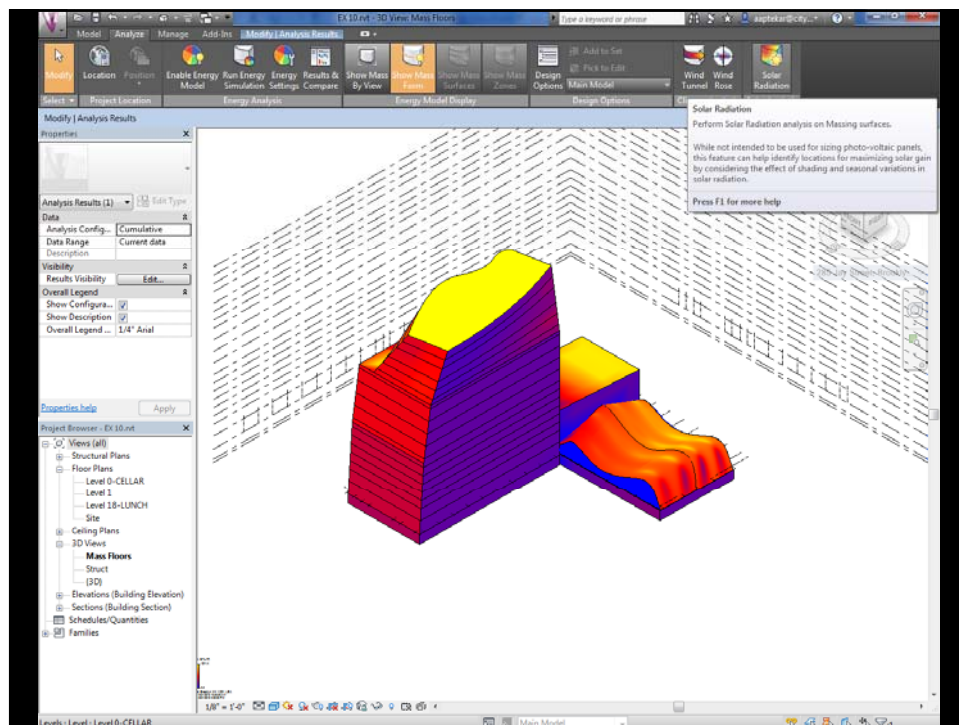 EX 10.rvt - 3D View: Mass Floors
Type a keyword or phrase
aaptekar@city...
Model Analyze Manage Add-Ins Modify | Analysis Results
Modify
Location
Position
Enable Energy Model
Run Energy Simulation
Energy Settings
Results & Compare
Show Mass By View
Show Mass Form
Show Mass Surfaces
Show Mass Zones
Design Options
Add to Set
Pick to Edit
Main Model
Wind Tunnel
Wind Rose
Solar Radiation
Select
Project Location
Energy Analysis
Energy Model Display
Design Options
Modify | Analysis Results
Solar Radiation
Perform Solar Radiation analysis on Massing surfaces.
While not intended to be used for sizing photo-voltaic panels,
this feature can help identify locations for maximizing solar gain
by considering the effect of shading and seasonal variations in
solar radiation.
Press F1 for more help
Properties
Analysis Results (1)
Edit Type
Data
Analysis Config... Cumulative
Data Range Current data
Description
Visibility
Results Visibility Edit...
Overall Legend
Show Configura...
Show Description
Overall Legend ... 1/4" Arial
Properties help
Apply
Project Browser - EX 10.rvt
Views (all)
Structural Plans
Floor Plans
Level 0-CELLAR
Level 1
Level 18-LUNCH
Site
Ceiling Plans
3D Views
Mass Floors
Struct
{3D}
Elevations (Building Elevation)
Sections (Building Section)
Schedules/Quantities
Families
1/8" = 1'-0"
Levels : Level : Level 0-CELLAR
Main Model